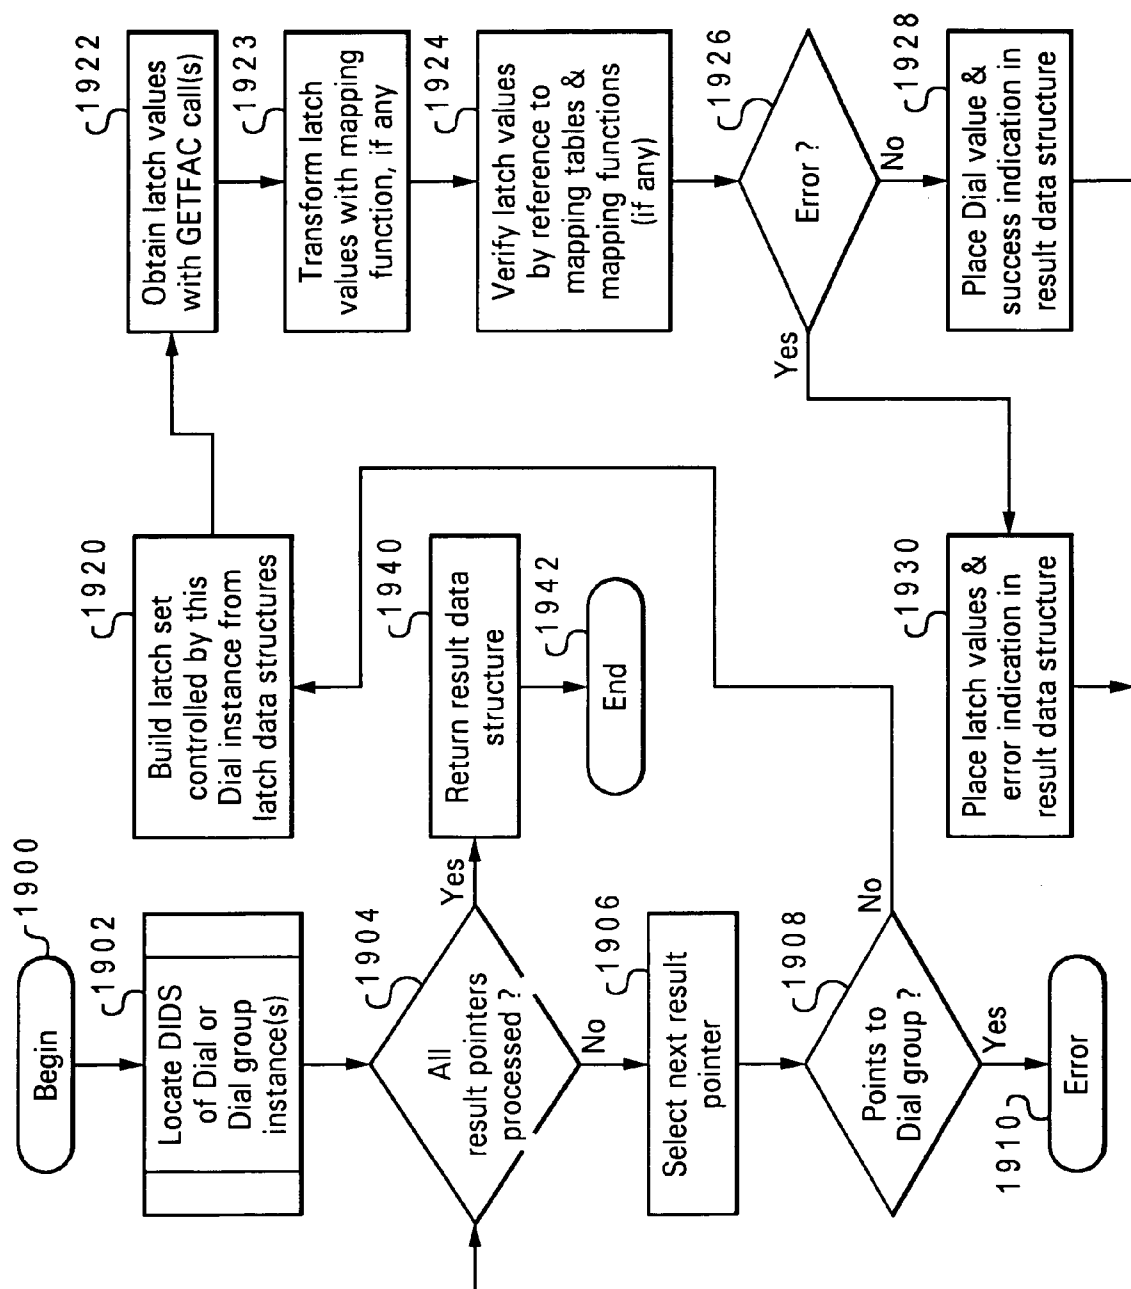 Begin
1900
Locate DIDS
of Dial or
Dial group
instance(s)
1902
All
result pointers
processed ?
1904
Yes
No
Select next result
pointer
1906
Points to
Dial group ?
1908
No
Yes
Error
1910
Build latch set
controlled by this
Dial instance from
latch data structures
1920
Return result data
structure
1940
End
1942
Obtain latch values
with GETFAC call(s)
1922
Transform latch
values with mapping
function, if any
1923
Verify latch values
by reference to
mapping tables &
mapping functions
(if any)
1924
Error ?
1926
Yes
No
Place Dial value &
success indication in
result data structure
1928
Place latch values &
error indication in
result data structure
1930